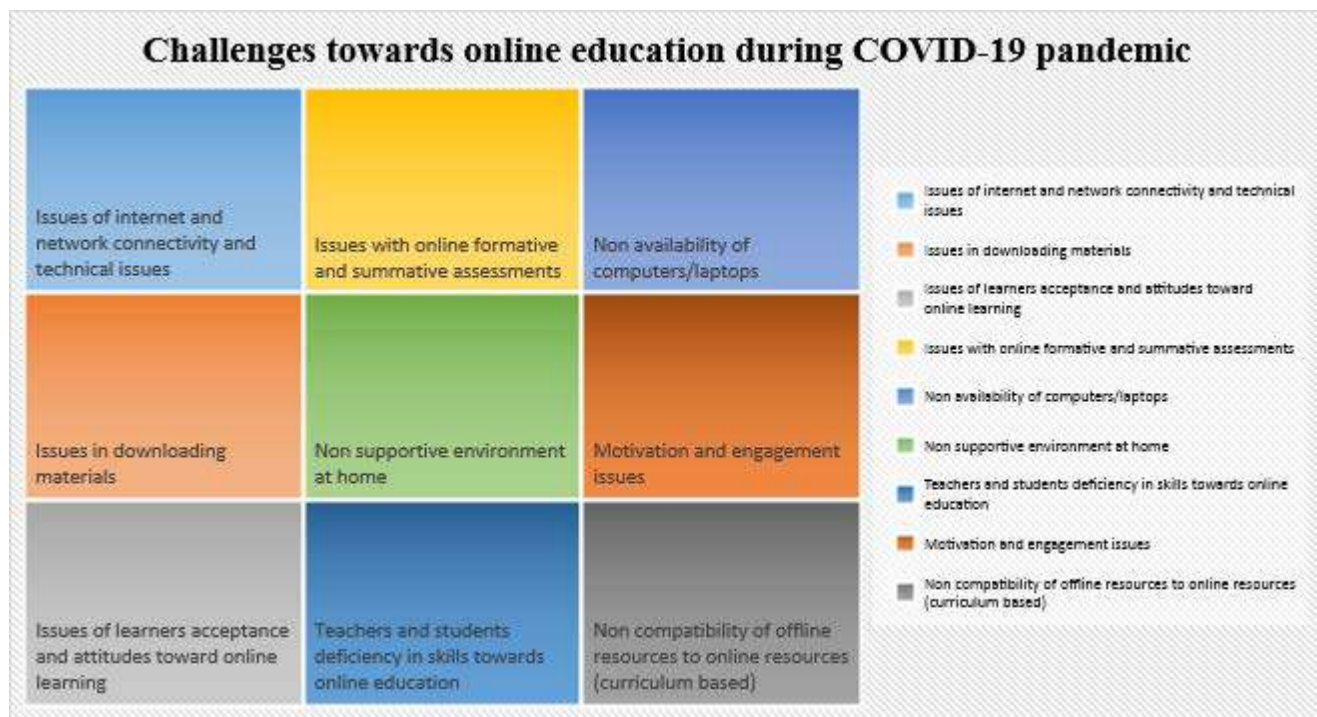 Challenges towards online education during COVID-19 pandemic
Issues of internet and
network connectivity and
technical issues
Issues with online formative
and summative assessments
Non availability of
computers/laptops
Issues in downloading
materials
Non supportive environment
at home
Motivation and engagement
issues
Issues of learners acceptance
and attitudes toward online
learning
Teachers and students
deficiency in skills towards
online education
Non compatibility of offline
resources to online resources
(curriculum based)
Issues of internet and network connectivity and technical
issues
Issues in downloading materials
Issues of learners acceptance and attitudes toward
online learning
Issues with online formative and summative assessments
Non availability of computers/laptops
Non supportive environment at home
Teachers and students deficiency in skills towards online
education
Motivation and engagement issues
Non compatibility of offline resources to online resources
(curriculum based)